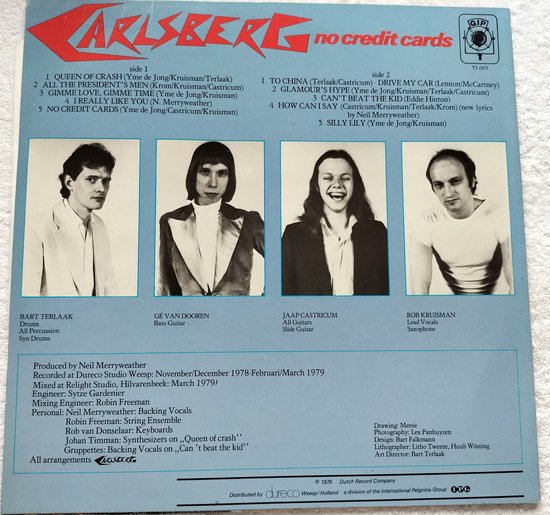 CARLSBERG no credit cards
GIP
55.005
side 1
1 QUEEN OF CRASH (Yme de Jong/Kruisman/Terlaak)
2 ALL THE PRESIDENT'S MEN (Krom/Kruisman/Castricum)
3 GIMME LOVE, GIMME TIME (Yme de Jong/Kruisman)
4 I REALLY LIKE YOU (N. Merryweather)
5 NO CREDIT CARDS (Yme de Jong/Kruisman/Castricum)
side 2
1 TO CHINA (Terlaak/Castricum) - DRIVE MY CAR (Lennon/McCartney)
2 GLAMOUR'S HYPE (Yme de Jong/Kruisman/Terlaak/Castricum)
3 CAN'T BEAT THE KID (Eddie Hinton)
4 HOW CAN I SAY (Castricum/Kruisman/Terlaak/Krom) (new lyrics
by Neil Merryweather)
5 SILLY LILY (Yme de Jong/Kruisman)
BART TERLAAK
Drums
All Percussion
Syn Drums
GÉ VAN DOOREN
Bass Guitar
JAAP CASTRICUM
All Guitars
Slide Guitar
ROB KRUISMAN
Lead Vocals
Saxophone
Produced by Neil Merryweather
Recorded at Dureco Studio Weesp: November/December 1978-Februari/March 1979
Mixed at Relight Studio, Hilvarenbeek: March 1979/
Engineer: Sytze Gardenier
Mixing Engineer: Robin Freeman
Personal: Neil Merryweather: Backing Vocals
Robin Freeman: String Ensemble
Rob van Donselaar: Keyboards
Johan Timman: Synthesizers on ,,Queen of crash"
Gruppettes: Backing Vocals on ,,Can 't beat the kid"
All arrangements CARLSBERG
Drawing: Meesie
Photography: Lex Panhuyzen
Design: Bart Falkmann
Lithographer: Litho Twente, Huub Wüsting
Art Director: Bart Terlaak
© 1979 Dutch Record Company
Distributed by dureco Weesp/Holland a division of the International Pelgrims Group IPG